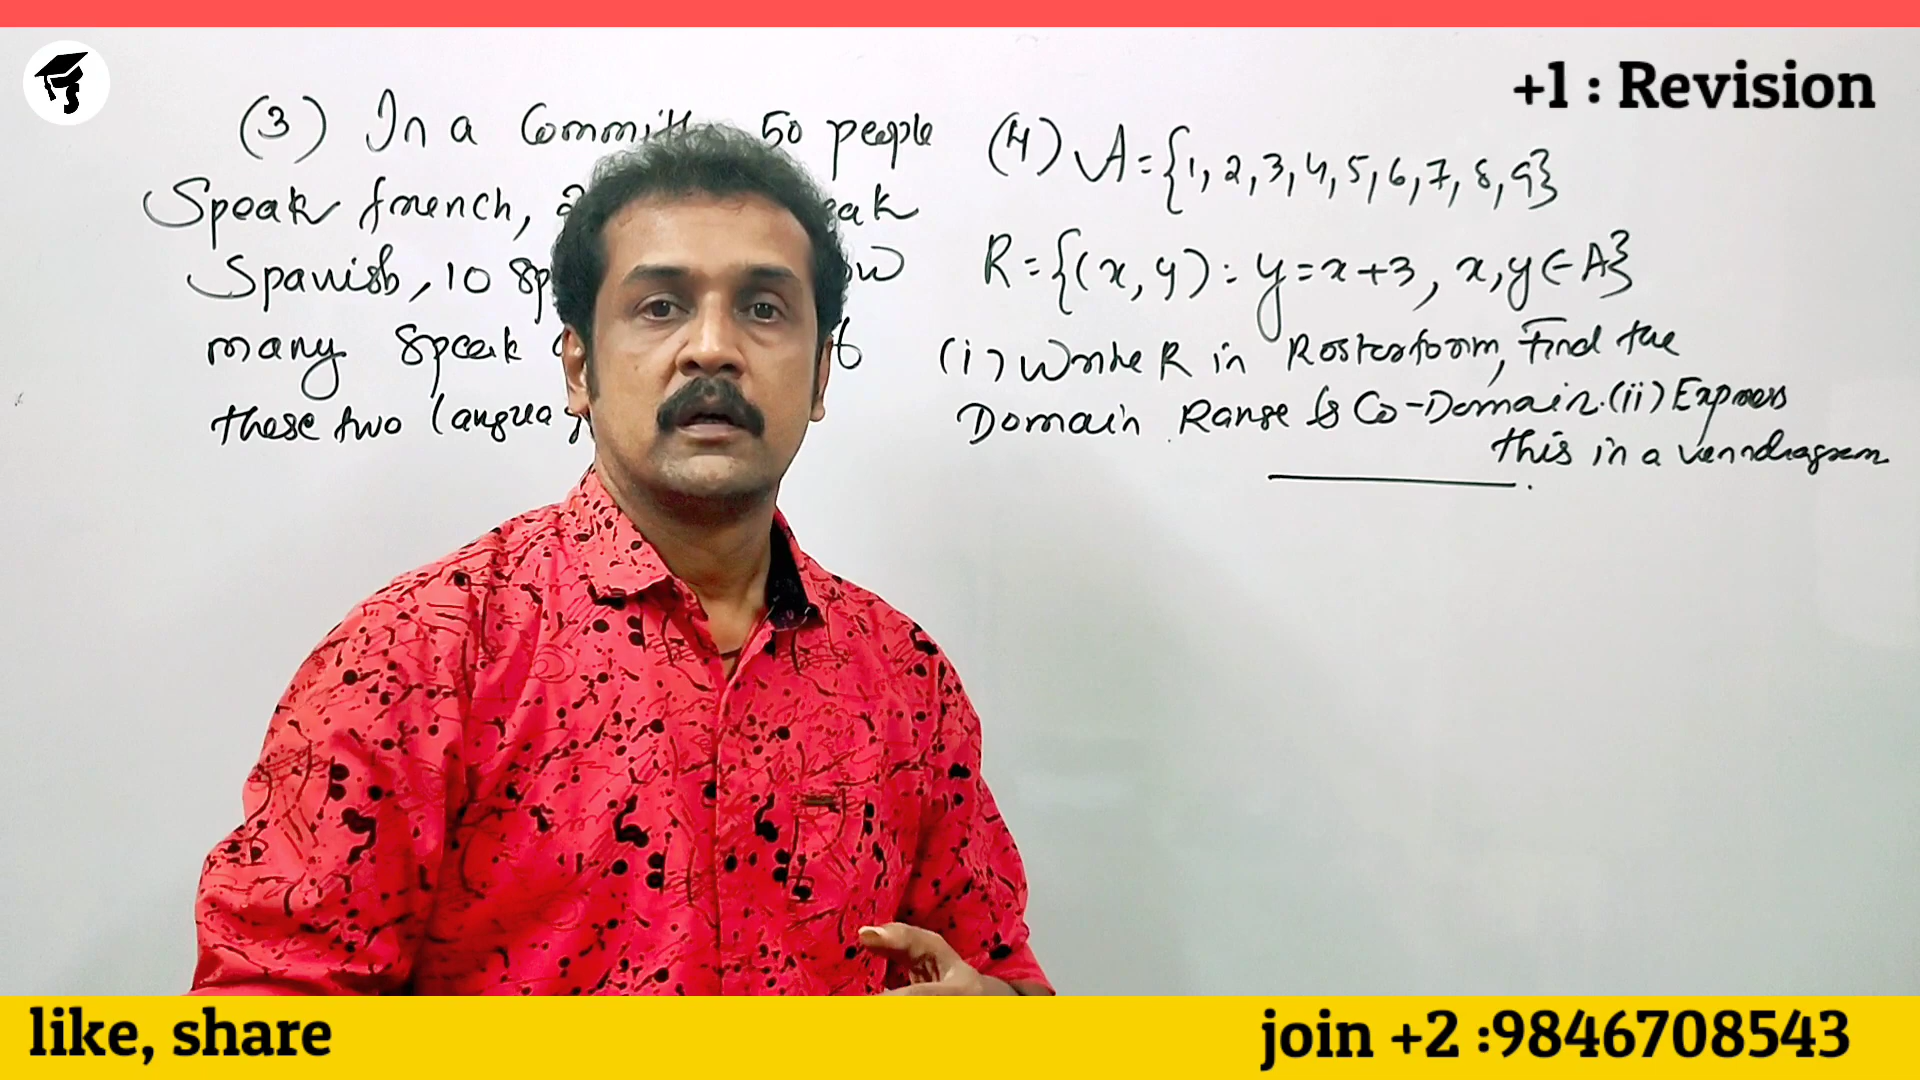 +1 : Revision
(3) In a people
Speak french,
Spanish, 10
many Speak
these two
(4) A = {1, 2, 3, 4, 5, 6, 7, 8, 9}
R = {(x, y) : y = x + 3, x, y ∈ A}
(i) Write R in Rosterform, Find the
Domain Range & Co-Domain. (ii) Express
this in a venndiagram
like, share
join +2 :9846708543